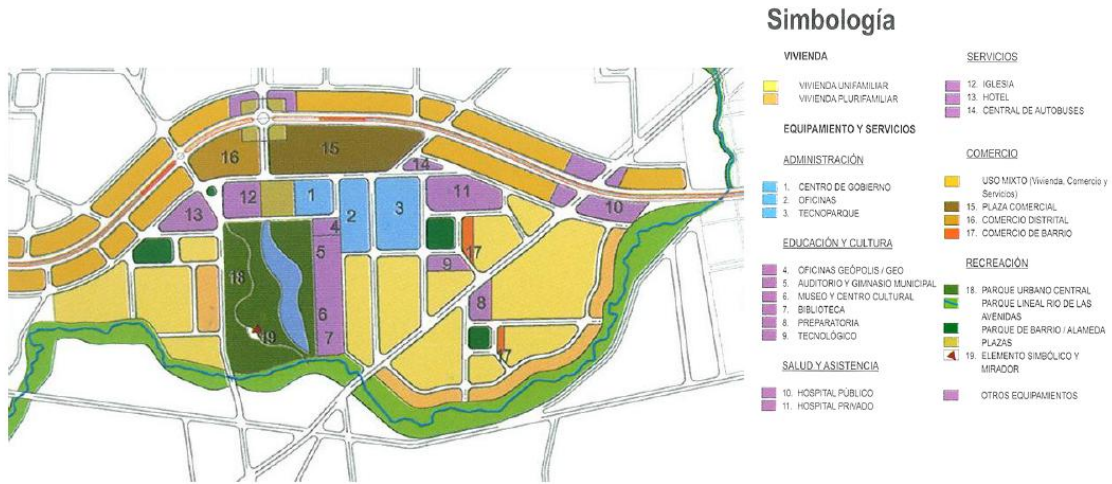 Simbología
VIVIENDA
VIVIENDA UNIFAMILIAR
VIVIENDA PLURIFAMILIAR
EQUIPAMIENTO Y SERVICIOS
ADMINISTRACIÓN
1. CENTRO DE GOBIERNO
2. OFICINAS
3. TECNOPARQUE
EDUCACIÓN Y CULTURA
4. OFICINAS GEÓPOLIS / GEO
5. AUDITORIO Y GIMNASIO MUNICIPAL
6. MUSEO Y CENTRO CULTURAL
7. BIBLIOTECA
8. PREPARATORIA
9. TECNOLÓGICO
SALUD Y ASISTENCIA
10. HOSPITAL PÚBLICO
11. HOSPITAL PRIVADO
SERVICIOS
12. IGLESIA
13. HOTEL
14. CENTRAL DE AUTOBUSES
COMERCIO
USO MIXTO (Vivienda, Comercio y
Servicios)
15. PLAZA COMERCIAL
16. COMERCIO DISTRITAL
17. COMERCIO DE BARRIO
RECREACIÓN
18. PARQUE URBANO CENTRAL
PARQUE LINEAL RIO DE LAS
AVENIDAS
PARQUE DE BARRIO / ALAMEDA
PLAZAS
19. ELEMENTO SIMBÓLICO Y
MIRADOR
OTROS EQUIPAMIENTOS
16
15
14
12
1
11
13
2
3
10
4
5
17
9
18
8
6
19
7
17